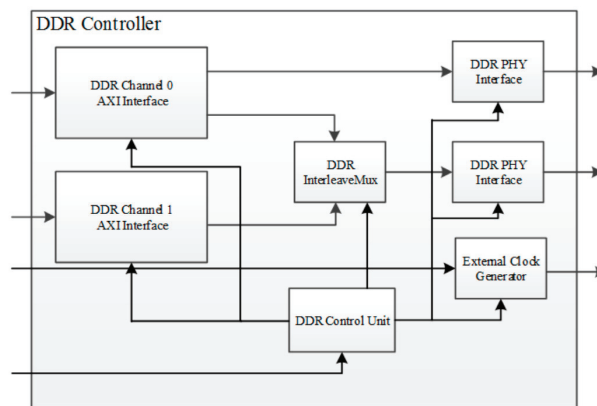 DDR Controller
DDR Channel 0
AXI Interface
DDR PHY
Interface
DDR
InterleaveMux
DDR PHY
Interface
DDR Channel 1
AXI Interface
External Clock
Generator
DDR Control Unit